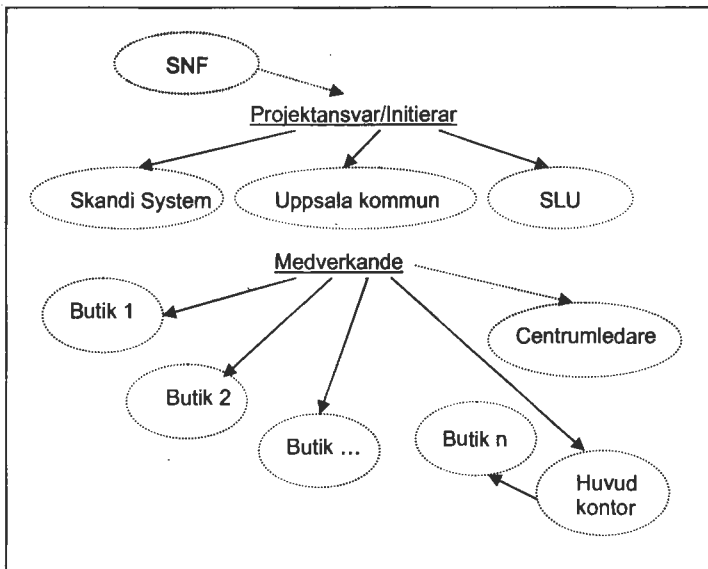 SNF
Projektansvar/Initierar
Skandi System
Uppsala kommun
SLU
Medverkande
Butik 1
Centrumledare
Butik 2
Butik ...
Butik n
Huvud
kontor